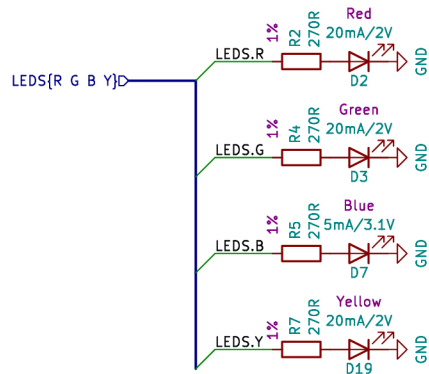 LEDS{R G B Y}
Red
20mA/2V
1%
R2
270R
LEDS.R
D2
GND
Green
20mA/2V
1%
R4
270R
LEDS.G
D3
GND
Blue
5mA/3.1V
1%
R5
270R
LEDS.B
D7
GND
Yellow
20mA/2V
1%
R7
270R
LEDS.Y
D19
GND